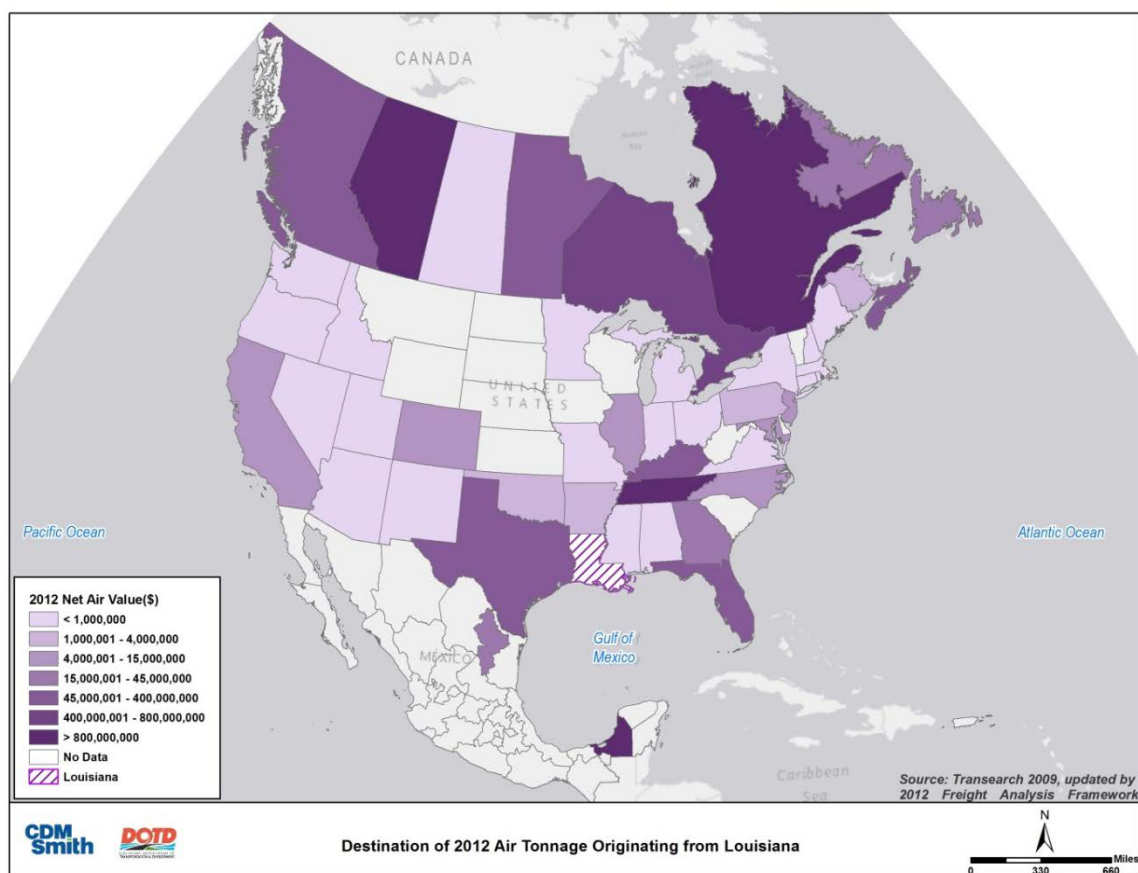 CANADA
Hudson
Bay
UNITED
STATES
Pacific Ocean
Atlantic Ocean
Gulf of
Mexico
MÉXICO
Caribbean
Sea
2012 Net Air Value($)
< 1,000,000
1,000,001 - 4,000,000
4,000,001 - 15,000,000
15,000,001 - 45,000,000
45,000,001 - 400,000,000
400,000,001 - 800,000,000
> 800,000,000
No Data
Louisiana
Source: Transearch 2009, updated by
2012 Freight Analysis Framework
CDM
Smith
DOTD
Destination of 2012 Air Tonnage Originating from Louisiana
N
Miles
0 330 660